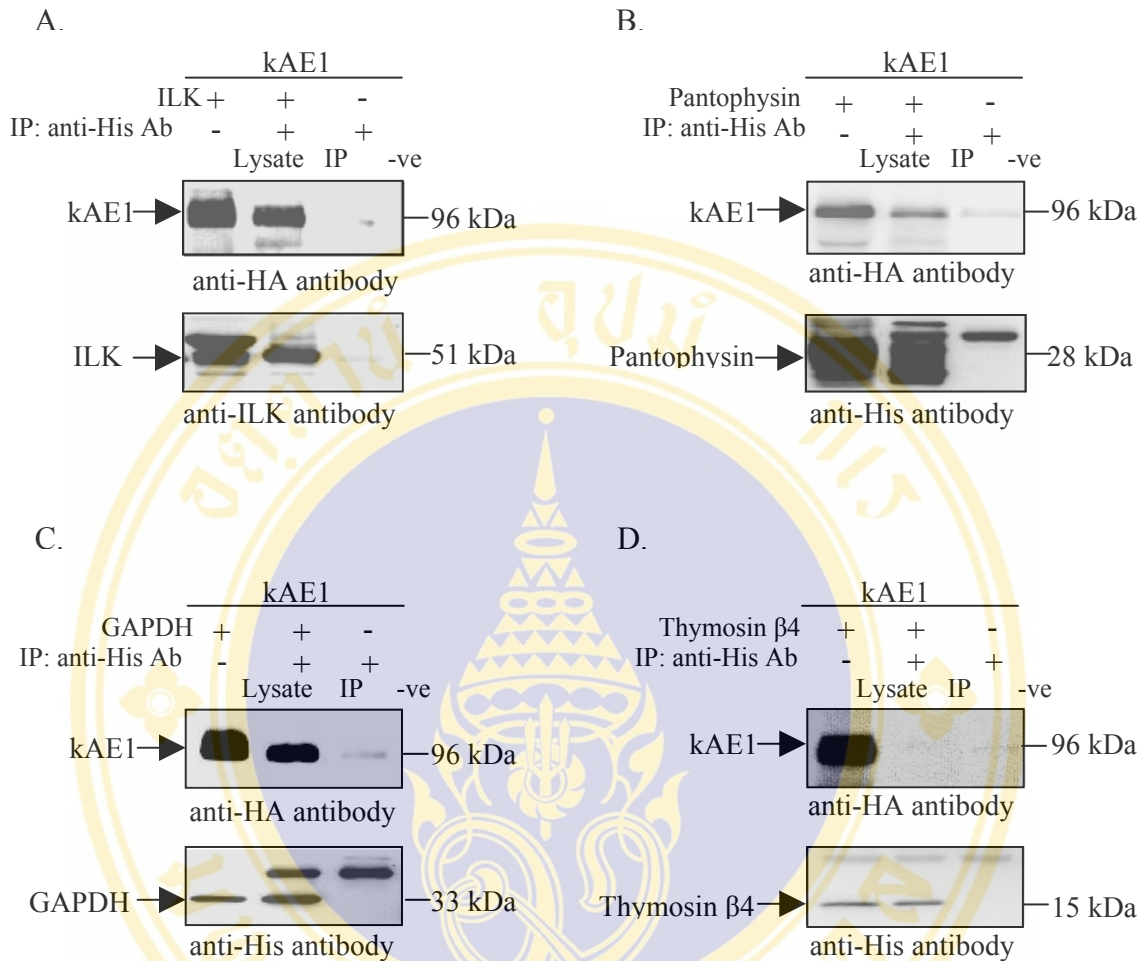 A.
kAE1
ILK + + -
IP: anti-His Ab - + +
Lysate IP -ve
kAE1
96 kDa
anti-HA antibody
ILK
51 kDa
anti-ILK antibody
B.
kAE1
Pantophysin + + -
IP: anti-His Ab - + +
Lysate IP -ve
kAE1
96 kDa
anti-HA antibody
Pantophysin
28 kDa
anti-His antibody
C.
kAE1
GAPDH + + -
IP: anti-His Ab - + +
Lysate IP -ve
kAE1
96 kDa
anti-HA antibody
GAPDH
33 kDa
anti-His antibody
D.
kAE1
Thymosin β4 + + -
IP: anti-His Ab - + +
Lysate IP -ve
kAE1
96 kDa
anti-HA antibody
Thymosin β4
15 kDa
anti-His antibody